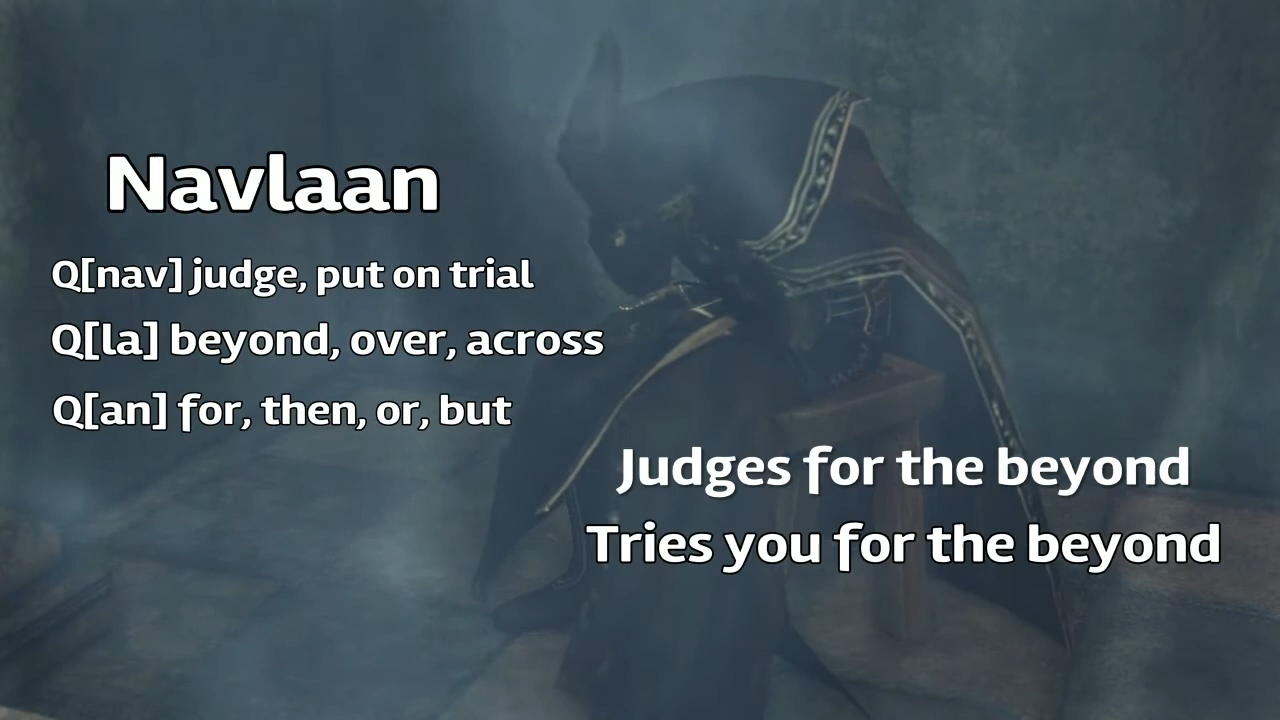 Navlaan
Q[nav] judge, put on trial
Q[la] beyond, over, across
Q[an] for, then, or, but
Judges for the beyond
Tries you for the beyond